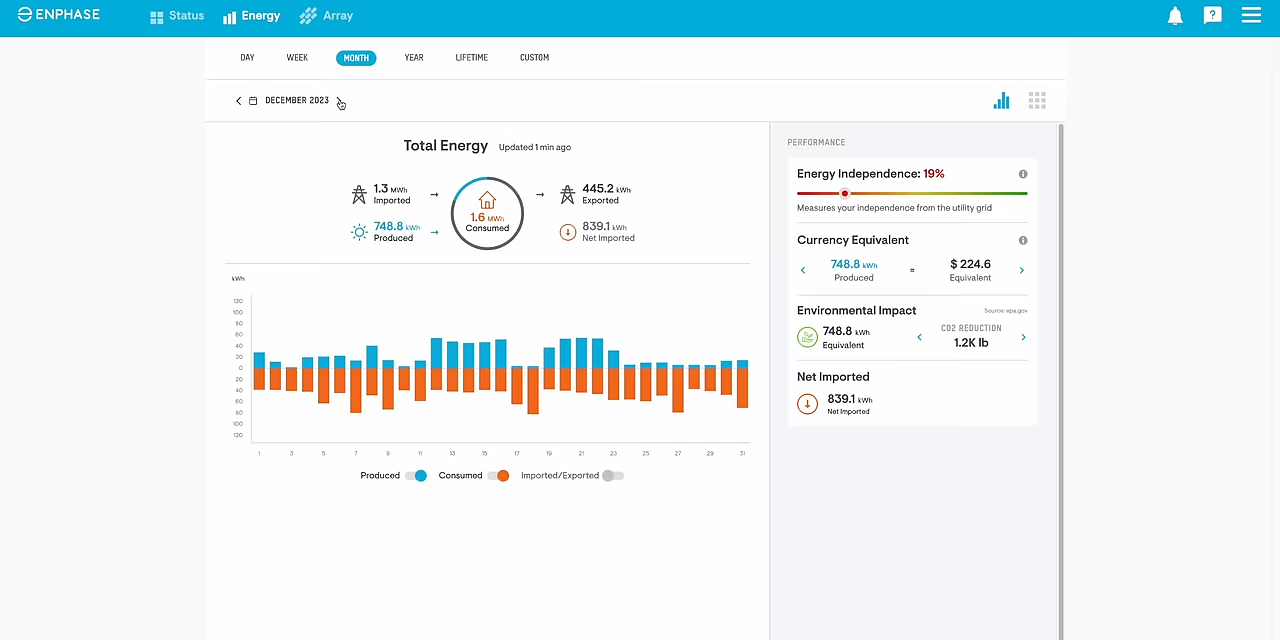 ENPHASE Status Energy Array ?
DAY WEEK MONTH YEAR LIFETIME CUSTOM
DECEMBER 2023
Total Energy Updated 1 min ago
1.3 MWh
Imported
748.8 kWh
Produced
1.6 MWh
Consumed
445.2 kWh
Exported
839.1 kWh
Net Imported
kWh
120
100
80
60
40
20
0
20
40
60
80
100
120
1 3 5 7 9 11 13 15 17 19 21 23 25 27 29 31
Produced Consumed Imported/Exported
PERFORMANCE
Energy Independence: 19%
Measures your independence from the utility grid
Currency Equivalent
748.8 kWh = $ 224.6
Produced Equivalent
Environmental Impact Source: epa.gov
748.8 kWh
Equivalent
CO2 REDUCTION
1.2K lb
Net Imported
839.1 kWh
Net Imported